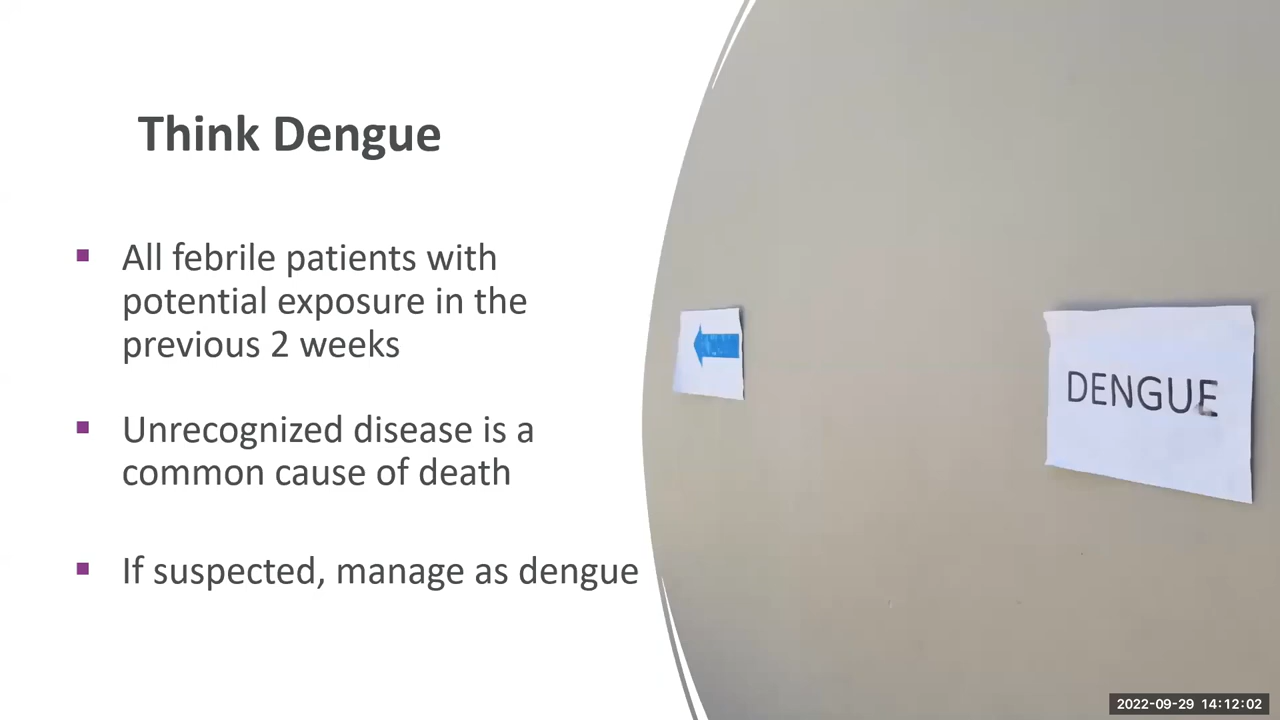 Think Dengue
▪ All febrile patients with
potential exposure in the
previous 2 weeks
▪ Unrecognized disease is a
common cause of death
▪ If suspected, manage as dengue
DENGUE
2022-09-29 14:12:02